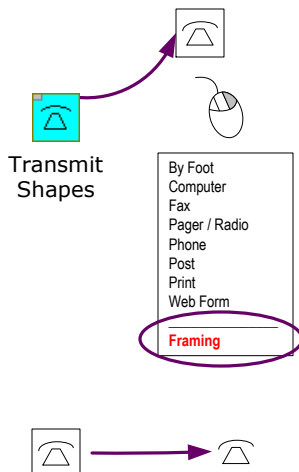 Transmit
Shapes
By Foot
Computer
Fax
Pager / Radio
Phone
Post
Print
Web Form
Framing